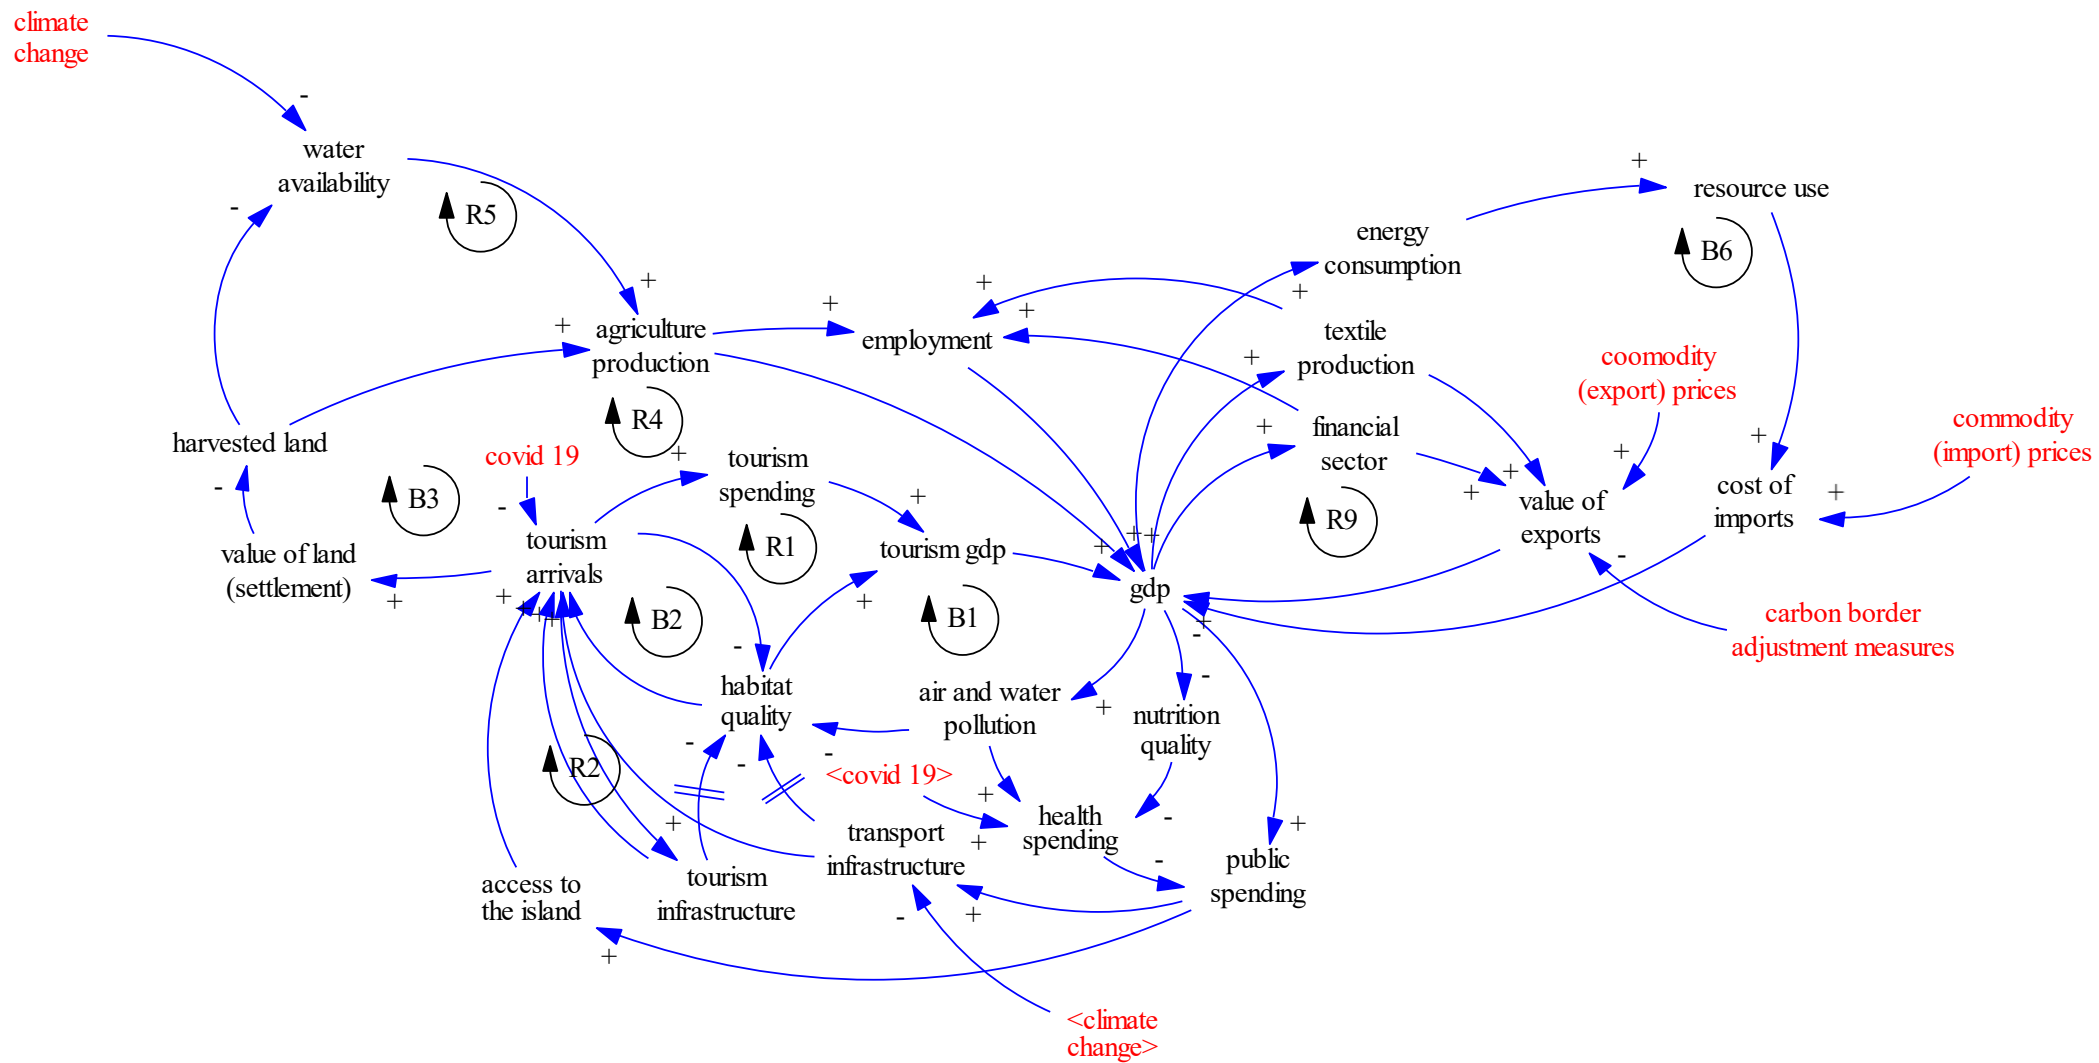 climate
change
-
water
availability
-
R5
+
resource use
energy
consumption
B6
+
+
agriculture
production
+
+
employment
+
+
+
textile
production
+
coomodity
(export) prices
harvested land
R4
+
financial
sector
commodity
(import) prices
covid 19
+
tourism
spending
+
+
+
+
+
cost of
imports
+
-
B3
-
+
value of
exports
R9
tourism
arrivals
R1
tourism gdp
+
++
-
value of land
(settlement)
+
+
+++
B2
+
B1
gdp
+
-
carbon border
adjustment measures
-
habitat
quality
air and water
pollution
+
-
nutrition
quality
-
-
-
R2
<covid 19>
+
+
health
spending
-
+
transport
infrastructure
+
-
public
spending
access to
the island
tourism
infrastructure
-
+
+
<climate
change>